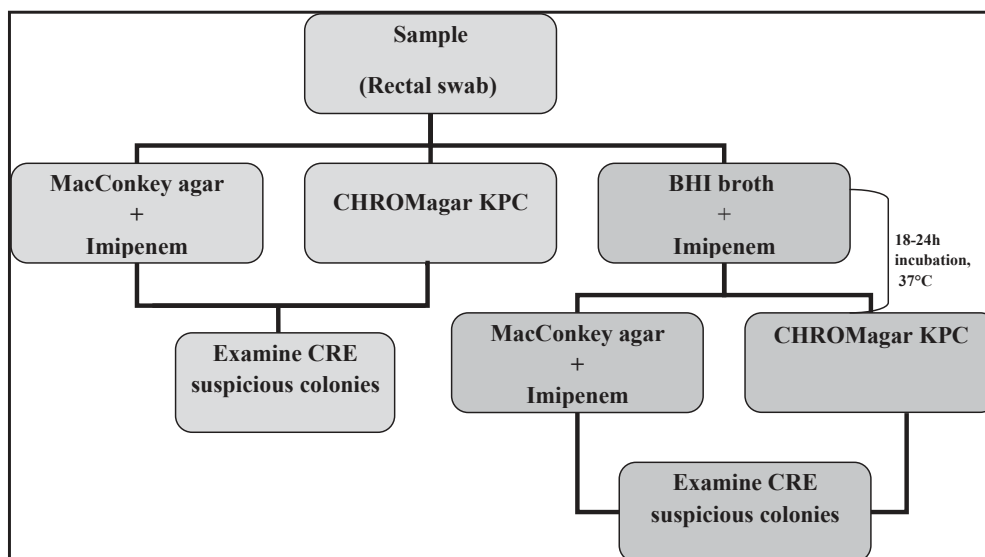 Sample
(Rectal swab)
MacConkey agar
+
Imipenem
CHROMagar KPC
BHI broth
+
Imipenem
18-24h
incubation,
37°C
Examine CRE
suspicious colonies
MacConkey agar
+
Imipenem
CHROMagar KPC
Examine CRE
suspicious colonies